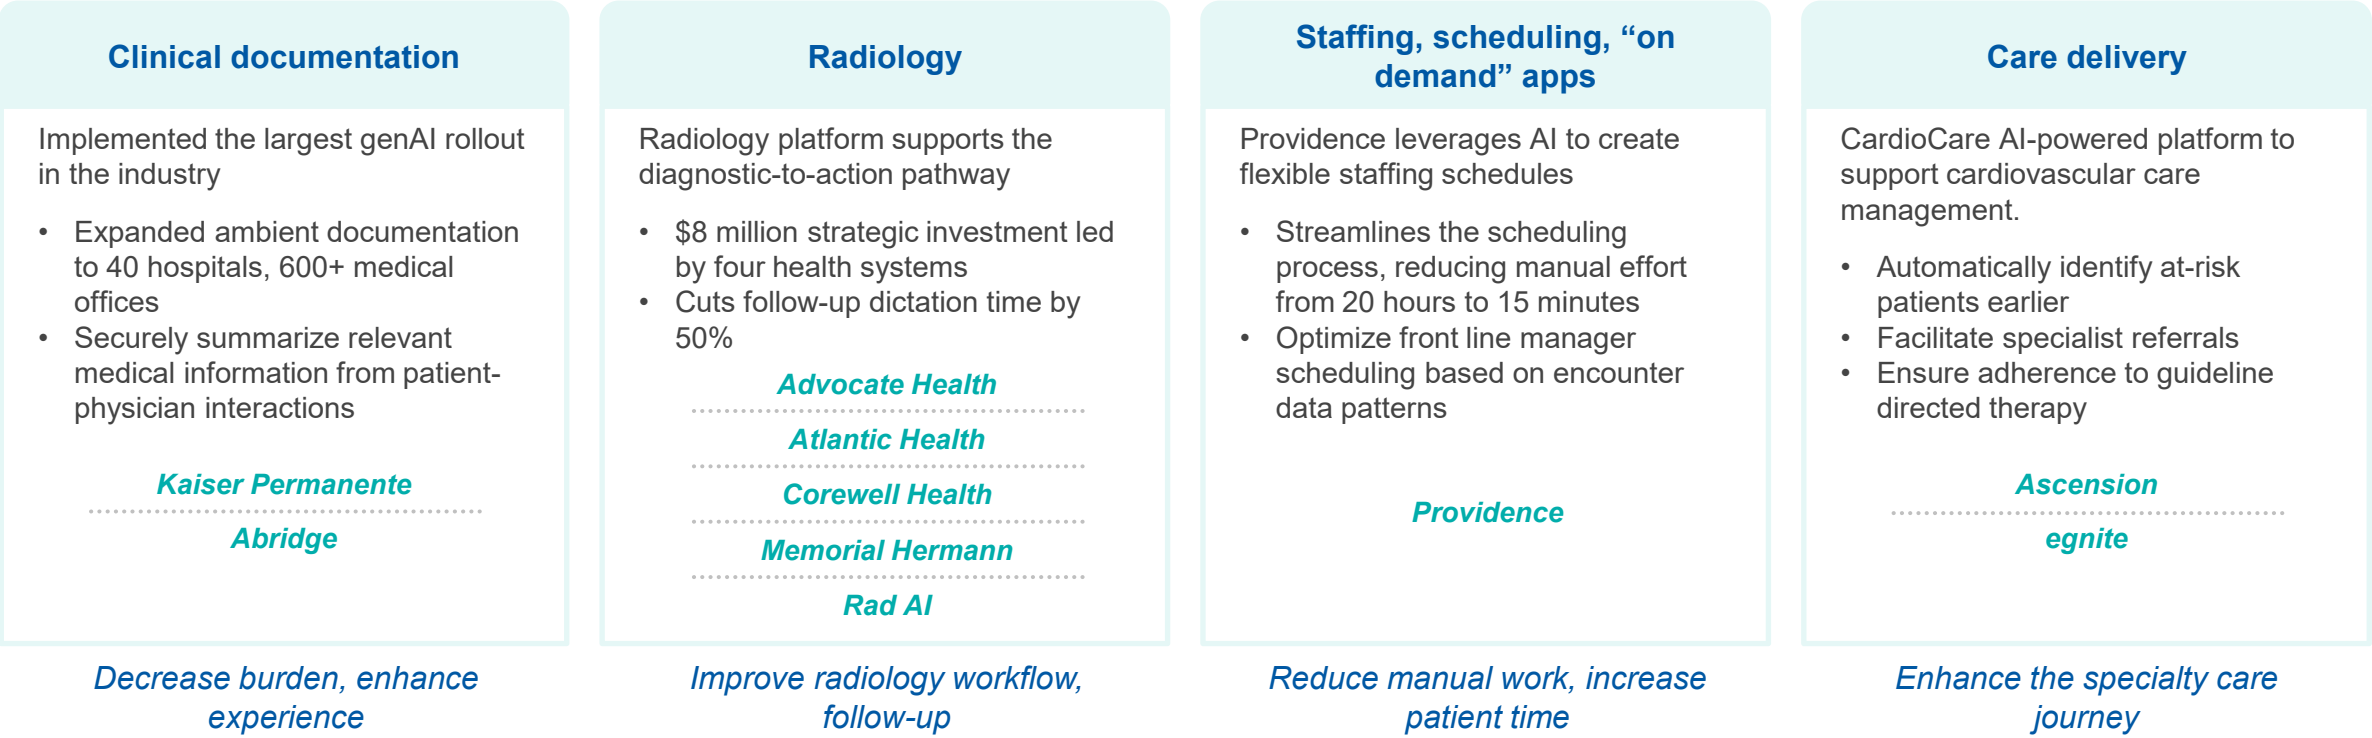 Clinical documentation
Implemented the largest genAI rollout
in the industry
• Expanded ambient documentation
to 40 hospitals, 600+ medical
offices
• Securely summarize relevant
medical information from patient-
physician interactions
Kaiser Permanente
Abridge
Decrease burden, enhance
experience
Radiology
Radiology platform supports the
diagnostic-to-action pathway
• $8 million strategic investment led
by four health systems
• Cuts follow-up dictation time by
50%
Advocate Health
Atlantic Health
Corewell Health
Memorial Hermann
Rad AI
Improve radiology workflow,
follow-up
Staffing, scheduling, “on
demand” apps
Providence leverages AI to create
flexible staffing schedules
• Streamlines the scheduling
process, reducing manual effort
from 20 hours to 15 minutes
• Optimize front line manager
scheduling based on encounter
data patterns
Providence
Reduce manual work, increase
patient time
Care delivery
CardioCare AI-powered platform to
support cardiovascular care
management.
• Automatically identify at-risk
patients earlier
• Facilitate specialist referrals
• Ensure adherence to guideline
directed therapy
Ascension
egnite
Enhance the specialty care
journey